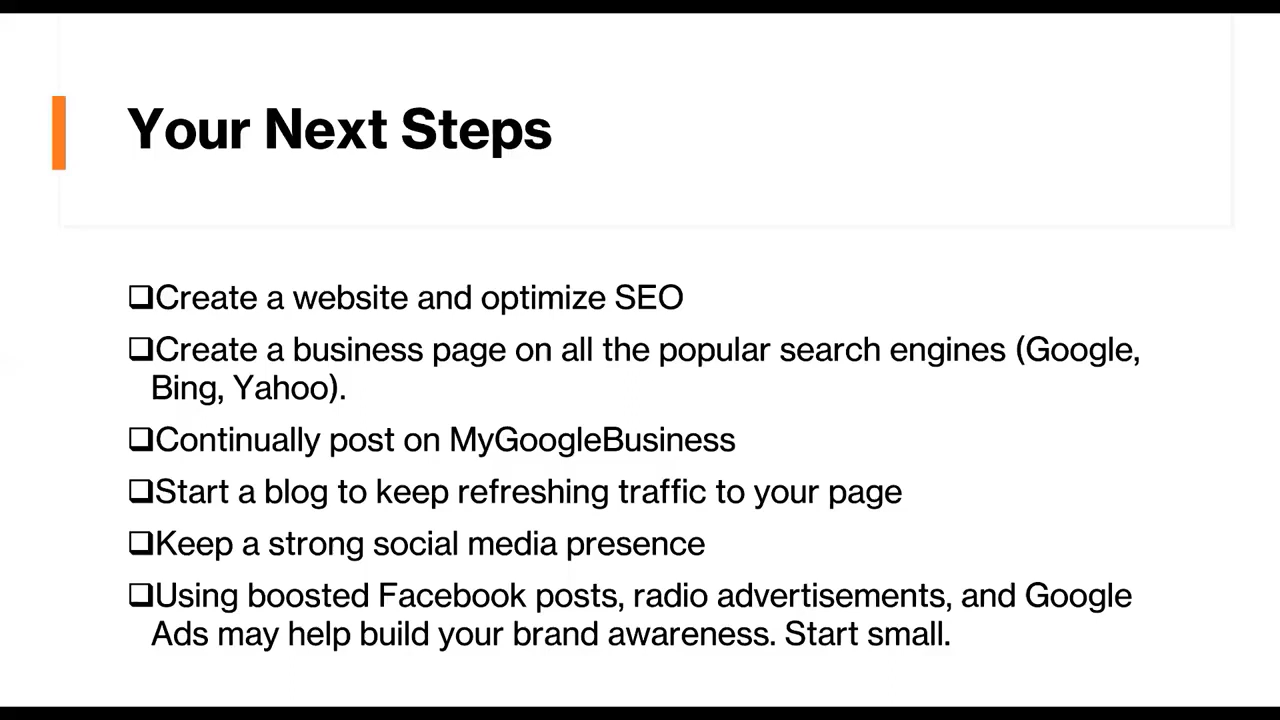 Your Next Steps
❑Create a website and optimize SEO
❑Create a business page on all the popular search engines (Google,
Bing, Yahoo).
❑Continually post on MyGoogleBusiness
❑Start a blog to keep refreshing traffic to your page
❑Keep a strong social media presence
❑Using boosted Facebook posts, radio advertisements, and Google
Ads may help build your brand awareness. Start small.